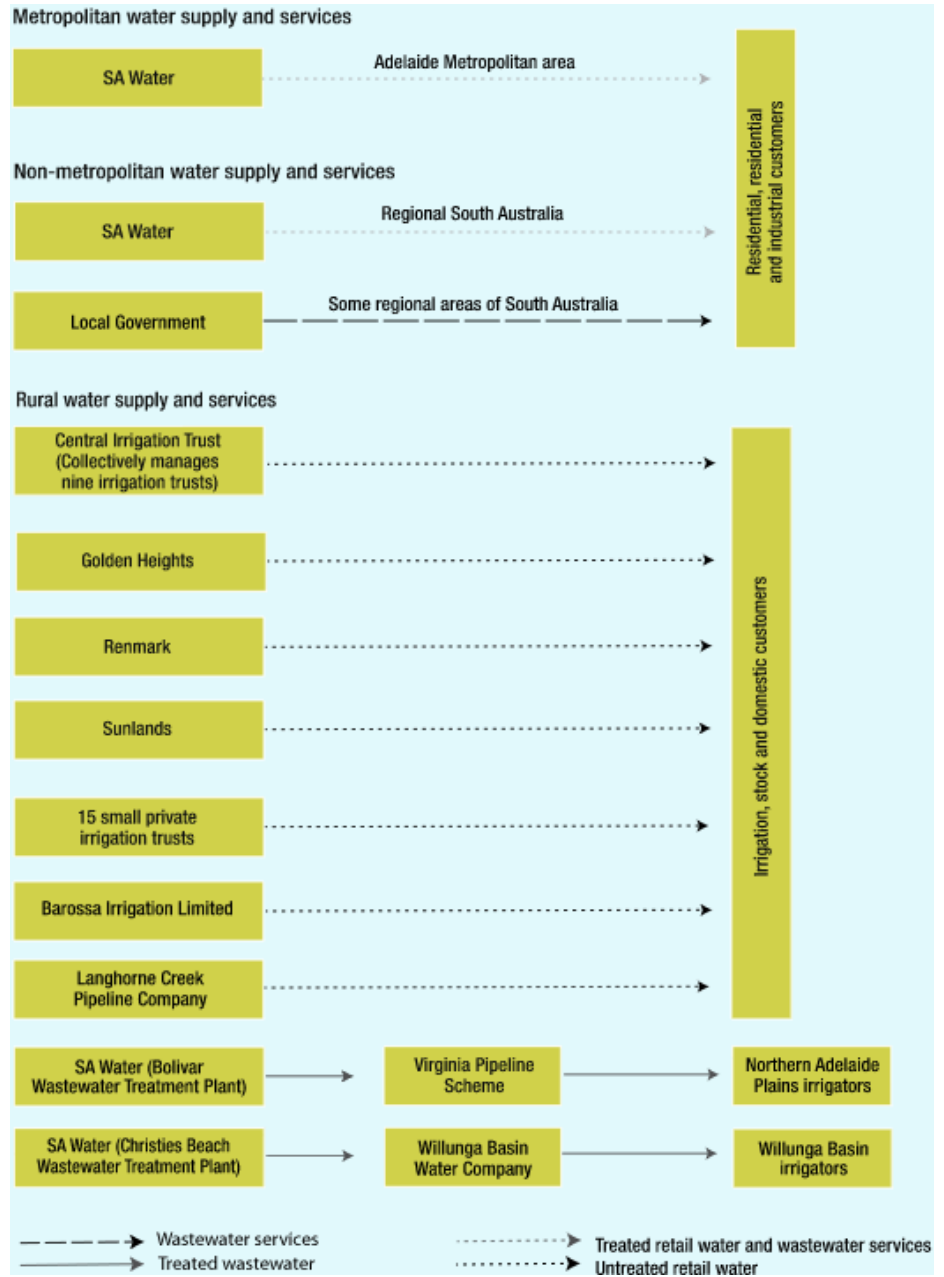 Metropolitan water supply and services
SA Water
Adelaide Metropolitan area
Residential, residential
and industrial customers
Non-metropolitan water supply and services
SA Water
Regional South Australia
Local Government
Some regional areas of South Australia
Rural water supply and services
Central Irrigation Trust
(Collectively manages
nine irrigation trusts)
Golden Heights
Renmark
Sunlands
15 small private
irrigation trusts
Barossa Irrigation Limited
Langhorne Creek
Pipeline Company
Irrigation, stock and domestic customers
SA Water (Bolivar
Wastewater Treatment Plant)
Virginia Pipeline
Scheme
Northern Adelaide
Plains irrigators
SA Water (Christies Beach
Wastewater Treatment Plant)
Willunga Basin
Water Company
Willunga Basin
irrigators
Wastewater services
Treated wastewater
Treated retail water and wastewater services
Untreated retail water